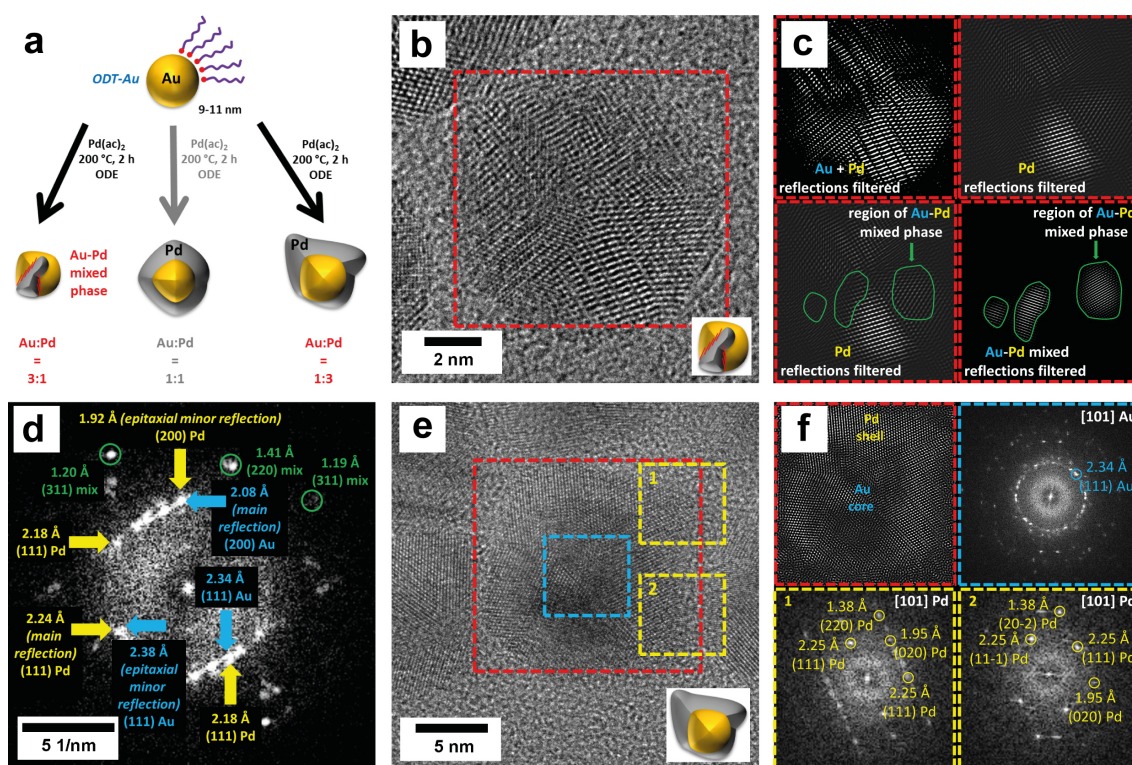 a
ODT-Au
Au
9-11 nm
Pd(ac)₂
200 °C, 2 h
ODE
Pd(ac)₂
200 °C, 2 h
ODE
Pd(ac)₂
200 °C, 2 h
ODE
Au-Pd
mixed
phase
Pd
Pd
Au:Pd
=
3:1
Au:Pd
=
1:1
Au:Pd
=
1:3
b
2 nm
c
Au + Pd
reflections filtered
Pd
reflections filtered
region of Au-Pd
mixed phase
Pd
reflections filtered
region of Au-Pd
mixed phase
Au-Pd mixed
reflections filtered
d
1.92 Å (epitaxial minor reflection)
(200) Pd
1.20 Å
(311) mix
1.41 Å
(220) mix
1.19 Å
(311) mix
2.08 Å
(main
reflection)
(200) Au
2.18 Å
(111) Pd
2.34 Å
(111) Au
2.24 Å
(main
reflection)
(111) Pd
2.38 Å
(epitaxial
minor
reflection)
(111) Au
2.18 Å
(111) Pd
5 1/nm
e
1
2
5 nm
f
Pd
shell
Au
core
[101] Au
2.34 Å
(111) Au
1
[101] Pd
1.38 Å
(220) Pd
2.25 Å
(111) Pd
1.95 Å
(020) Pd
2.25 Å
(111) Pd
2
[101] Pd
1.38 Å
(20-2) Pd
2.25 Å
(11-1) Pd
2.25 Å
(111) Pd
1.95 Å
(020) Pd